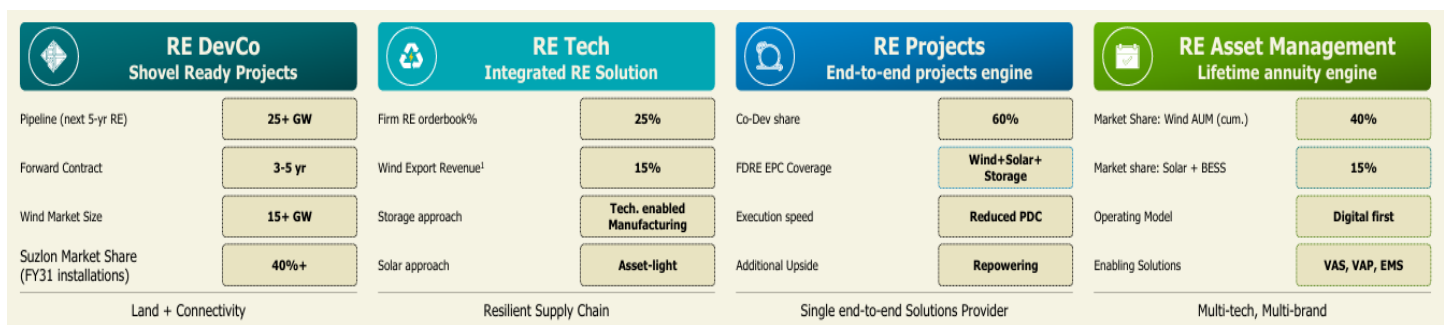 RE DevCo
Shovel Ready Projects
Pipeline (next 5-yr RE) 25+ GW
Forward Contract 3-5 yr
Wind Market Size 15+ GW
Suzlon Market Share
(FY31 installations) 40%+
Land + Connectivity
RE Tech
Integrated RE Solution
Firm RE orderbook% 25%
Wind Export Revenue¹ 15%
Storage approach
Tech. enabled
Manufacturing
Solar approach Asset-light
Resilient Supply Chain
RE Projects
End-to-end projects engine
Co-Dev share 60%
FDRE EPC Coverage
Wind+Solar+
Storage
Execution speed Reduced PDC
Additional Upside Repowering
Single end-to-end Solutions Provider
RE Asset Management
Lifetime annuity engine
Market Share: Wind AUM (cum.) 40%
Market share: Solar + BESS 15%
Operating Model Digital first
Enabling Solutions VAS, VAP, EMS
Multi-tech, Multi-brand